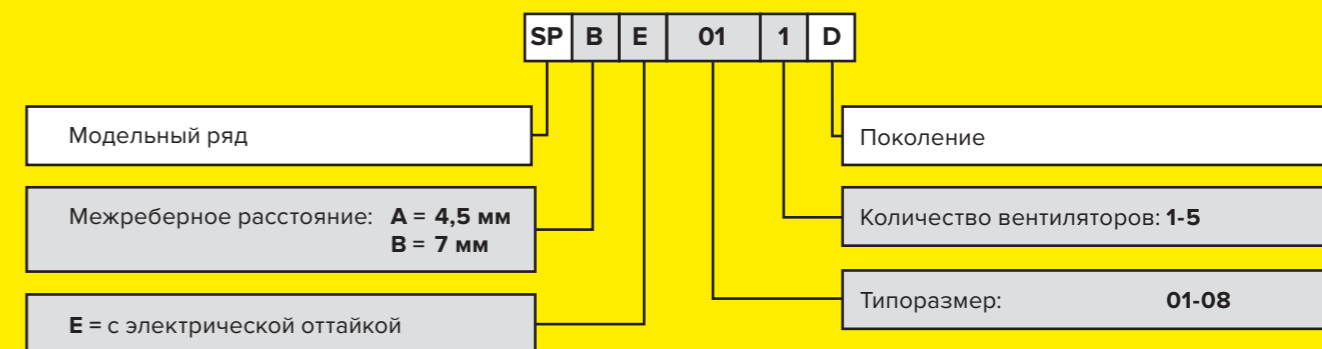 SP B E 01 1 D
Модельный ряд
Поколение
Межреберное расстояние: A = 4,5 мм
B = 7 мм
Количество вентиляторов: 1-5
Типоразмер: 01-08
E = с электрической оттайкой